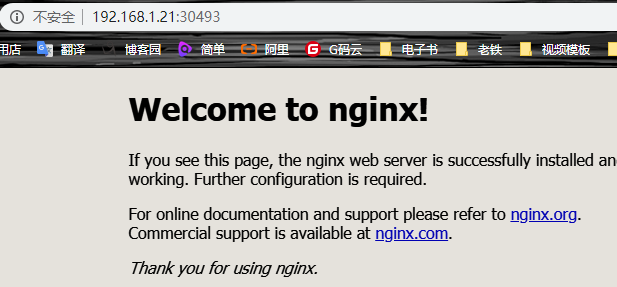 不安全 | 192.168.1.21:30493
用店 翻译 博客园 简单 阿里 G码云 电子书 老铁 视频模板
Welcome to nginx!
If you see this page, the nginx web server is successfully installed an
working. Further configuration is required.
For online documentation and support please refer to nginx.org.
Commercial support is available at nginx.com.
Thank you for using nginx.